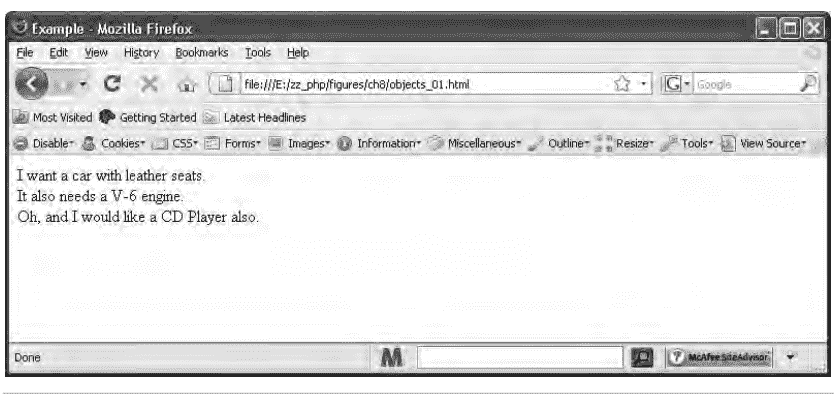 Example - Mozilla Firefox
File Edit View History Bookmarks Tools Help
file:///E:/zz_php/figures/ch8/objects_01.html G Google
Most Visited Getting Started Latest Headlines
Disable Cookies CSS Forms Images Information Miscellaneous Outline Resize Tools View Source
I want a car with leather seats.
It also needs a V-6 engine.
Oh, and I would like a CD Player also.
Done M McAfee SiteAdvisor